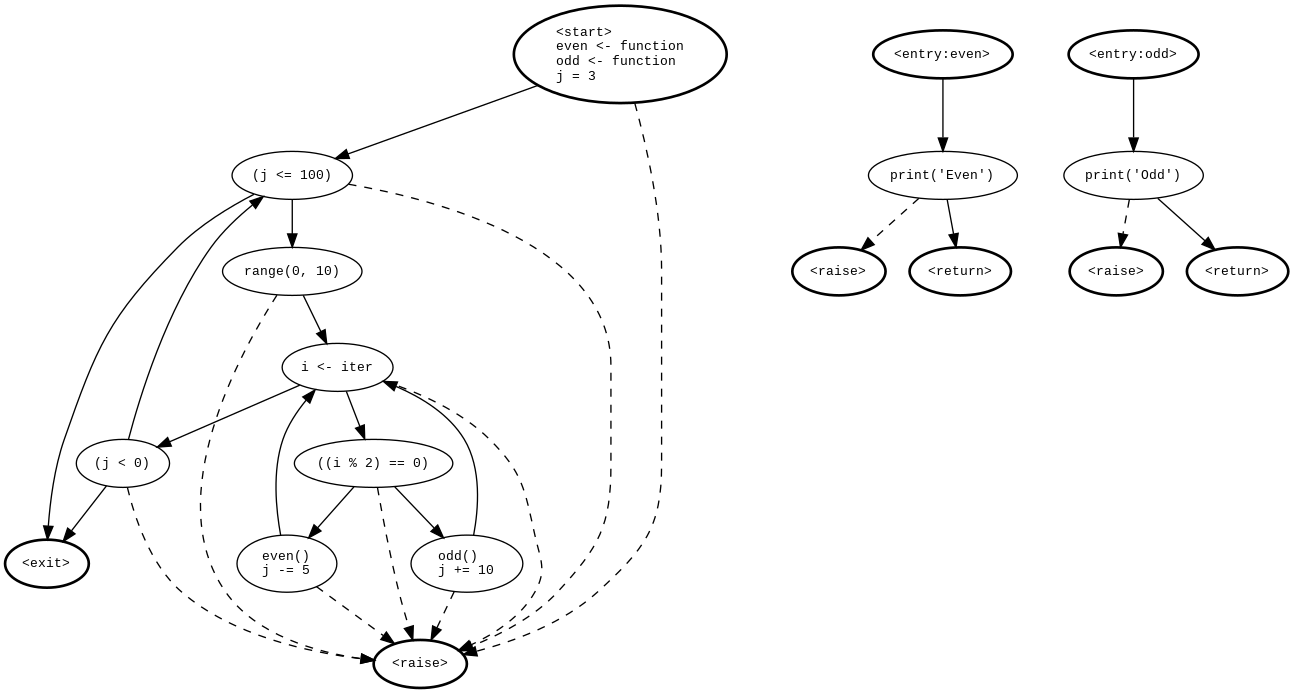 <start>
even <- function
odd <- function
j = 3
<entry:even>
<entry:odd>
(j <= 100)
print('Even')
print('Odd')
range(0, 10)
<raise>
<return>
<raise>
<return>
i <- iter
(j < 0)
((i % 2) == 0)
<exit>
even()
j -= 5
odd()
j += 10
<raise>